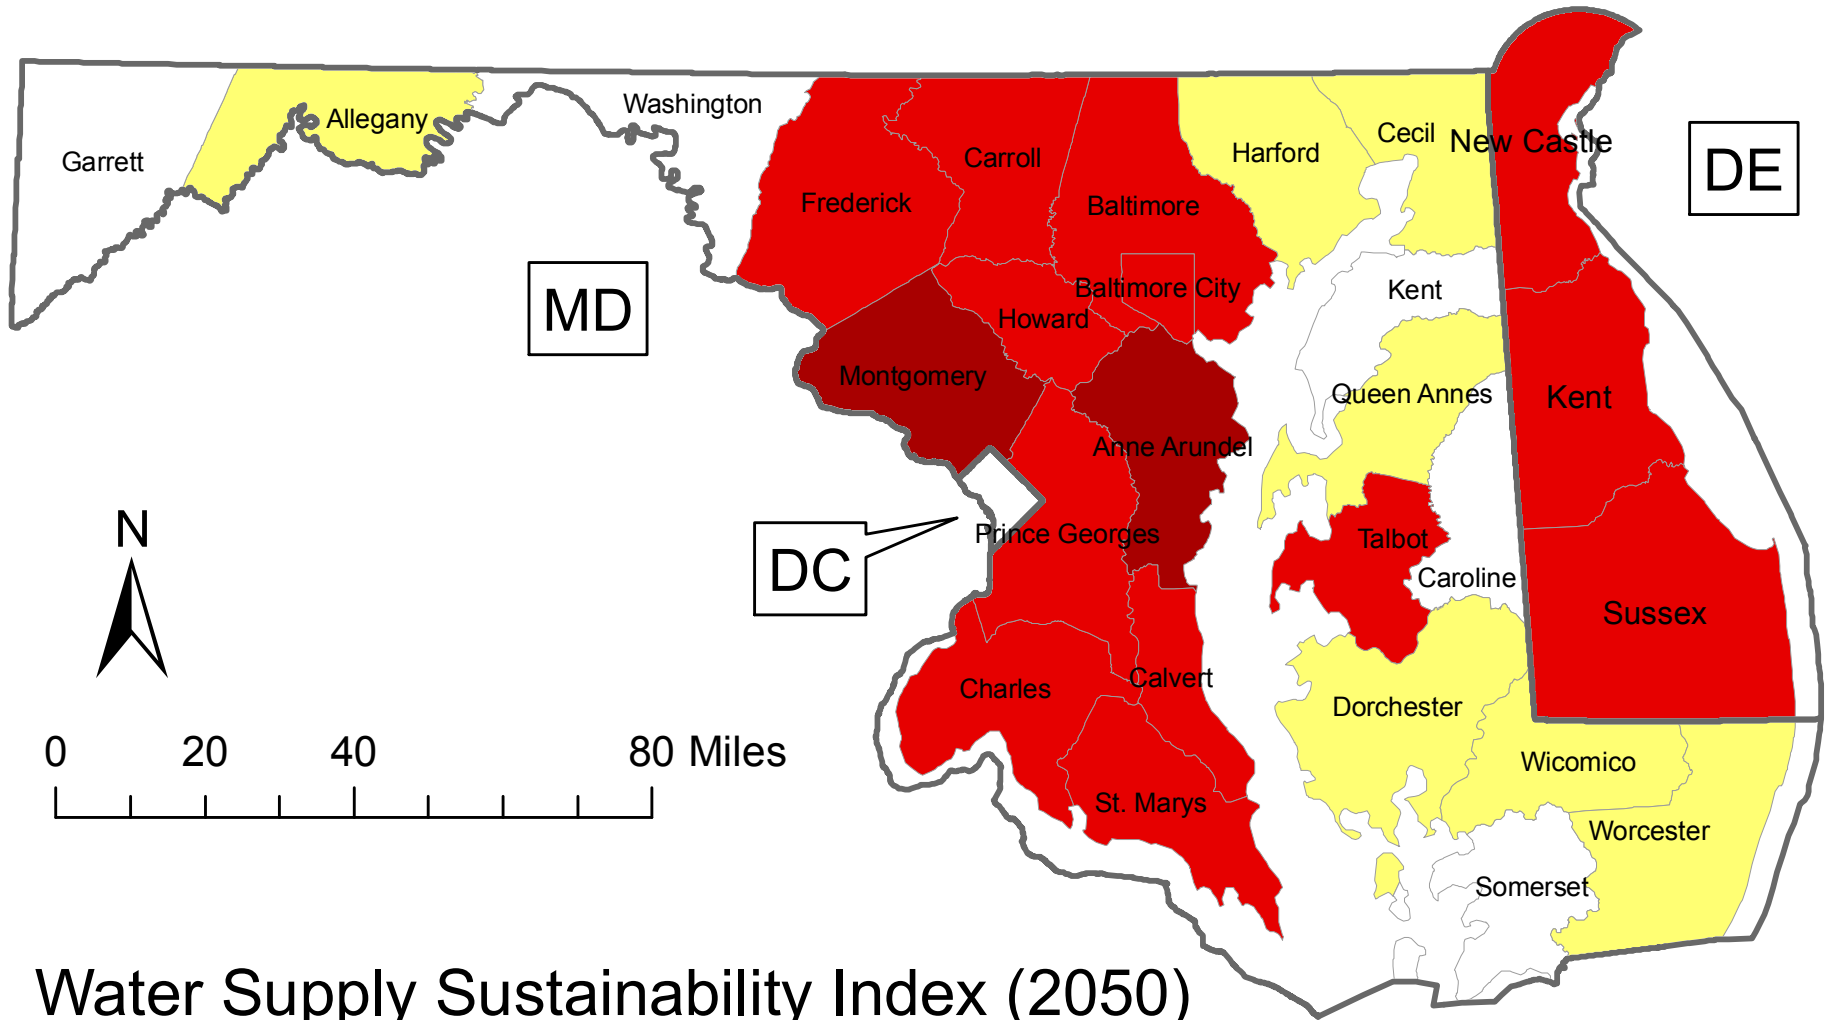 Washington
Allegany
Garrett
Cecil
New Castle
Harford
Carroll
DE
Frederick
Baltimore
MD
Baltimore City
Kent
Howard
Montgomery
Queen Annes
Kent
Anne Arundel
N
Prince Georges
Talbot
DC
Caroline
Sussex
Charles
Calvert
Dorchester
0 20 40 80 Miles
Wicomico
St. Marys
Worcester
Somerset
Water Supply Sustainability Index (2050)